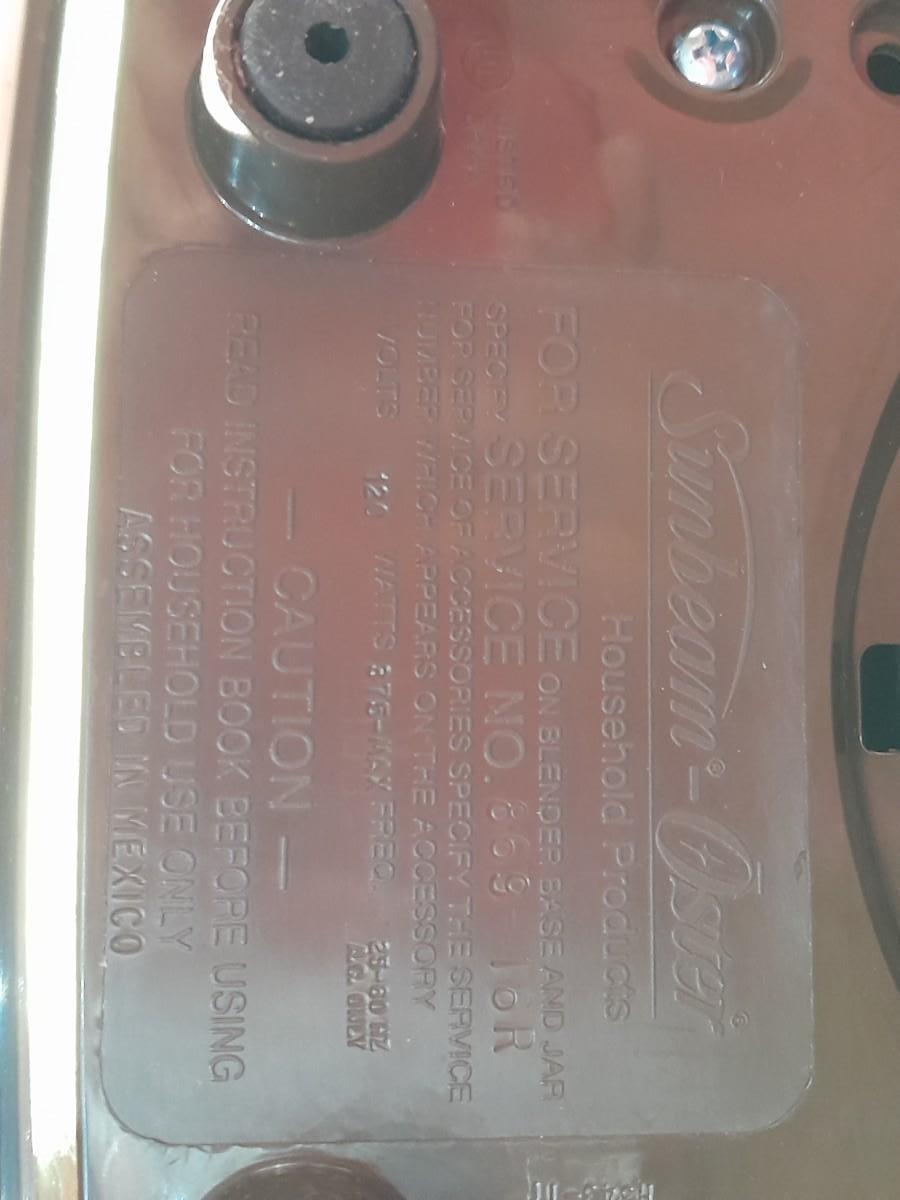 LISTED
Sunbeam®-Oster®
Household Products
FOR SERVICE ON BLENDER BASE AND JAR
SPECIFY SERVICE NO. 869-16R
FOR SERVICE OF ACCESSORIES SPECIFY THE SERVICE
NUMBER WHICH APPEARS ON THE ACCESSORY
VOLTS 120 WATTS 875-MAX FREQ. 25-60 HZ
A.C. ONLY
— CAUTION —
READ INSTRUCTION BOOK BEFORE USING
FOR HOUSEHOLD USE ONLY
ASSEMBLED IN MEXICO